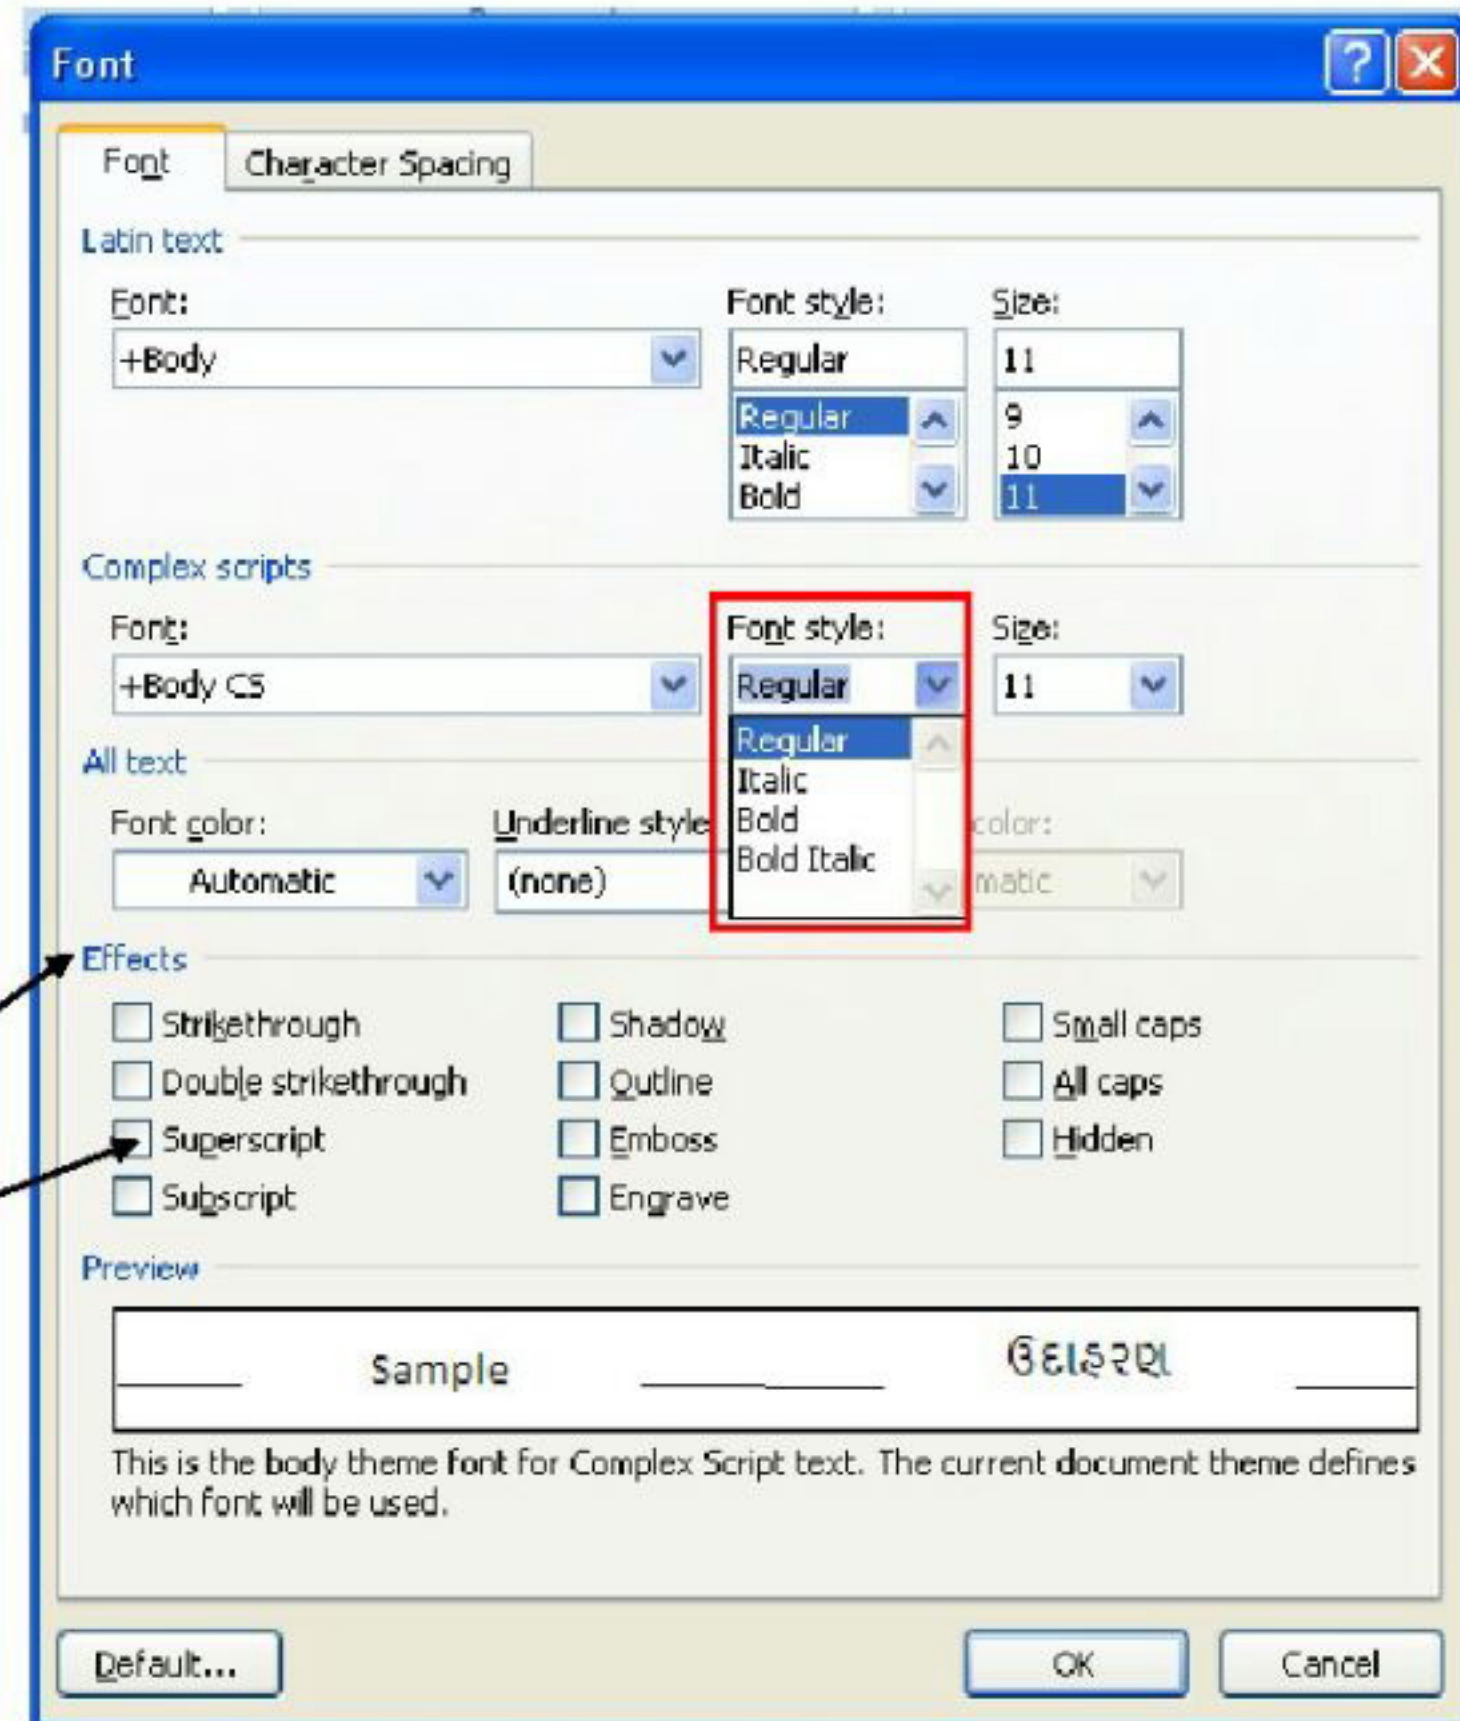 Font
Font Character Spacing
Latin text
Font: Font style: Size:
+Body Regular 11
Regular 9
Italic 10
Bold 11
Complex scripts
Font: Font style: Size:
+Body CS Regular 11
Regular
All text
Italic
Font color: Underline style Bold color:
Bold Italic
Automatic (none) matic
Effects
Strikethrough Shadow Small caps
Double strikethrough Outline All caps
Superscript Emboss Hidden
Subscript Engrave
Preview
Sample ઉદાહરણ
This is the body theme font for Complex Script text. The current document theme defines
which font will be used.
Default... OK Cancel